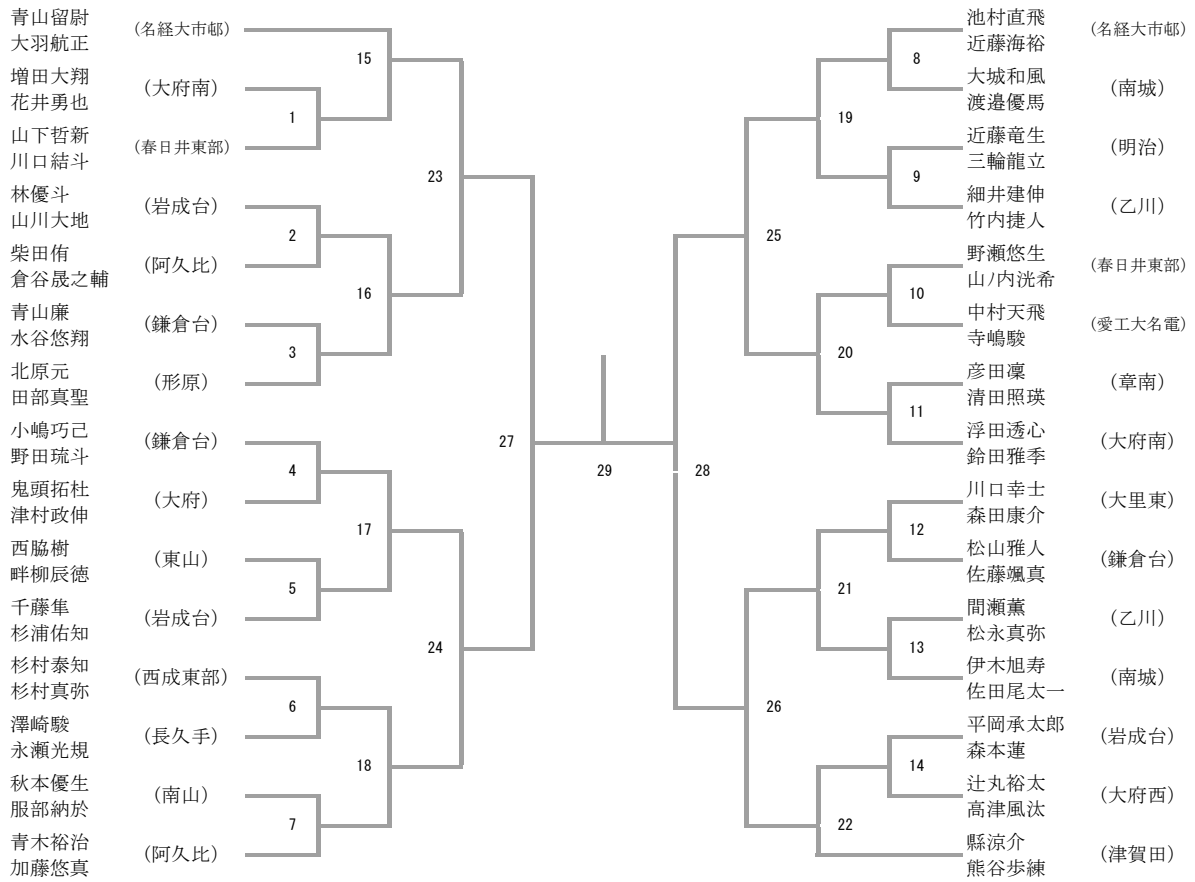 青山留尉
大羽航正
(名経大市邨)
増田大翔
花井勇也
(大府南)
山下哲新
川口結斗
(春日井東部)
林優斗
山川大地
(岩成台)
柴田侑
倉谷晟之輔
(阿久比)
青山廉
水谷悠翔
(鎌倉台)
北原元
田部真聖
(形原)
小嶋巧己
野田琉斗
(鎌倉台)
鬼頭拓杜
津村政伸
(大府)
西脇樹
畔柳辰徳
(東山)
千藤隼
杉浦佑知
(岩成台)
杉村泰知
杉村真弥
(西成東部)
澤崎駿
永瀬光規
(長久手)
秋本優生
服部納於
(南山)
青木裕治
加藤悠真
(阿久比)
1
2
3
4
5
6
7
15
16
17
18
23
24
27
29
28
25
26
19
20
21
22
8
9
10
11
12
13
14
池村直飛
近藤海裕
(名経大市邨)
大城和風
渡邉優馬
(南城)
近藤竜生
三輪龍立
(明治)
細井建伸
竹内捷人
(乙川)
野瀬悠生
山ノ内洸希
(春日井東部)
中村天飛
寺嶋駿
(愛工大名電)
彦田凜
清田照瑛
(章南)
浮田透心
鈴田雅季
(大府南)
川口幸士
森田康介
(大里東)
松山雅人
佐藤颯真
(鎌倉台)
間瀬薫
松永真弥
(乙川)
伊木旭寿
佐田尾太一
(南城)
平岡承太郎
森本蓮
(岩成台)
辻丸裕太
高津風汰
(大府西)
縣涼介
熊谷歩練
(津賀田)